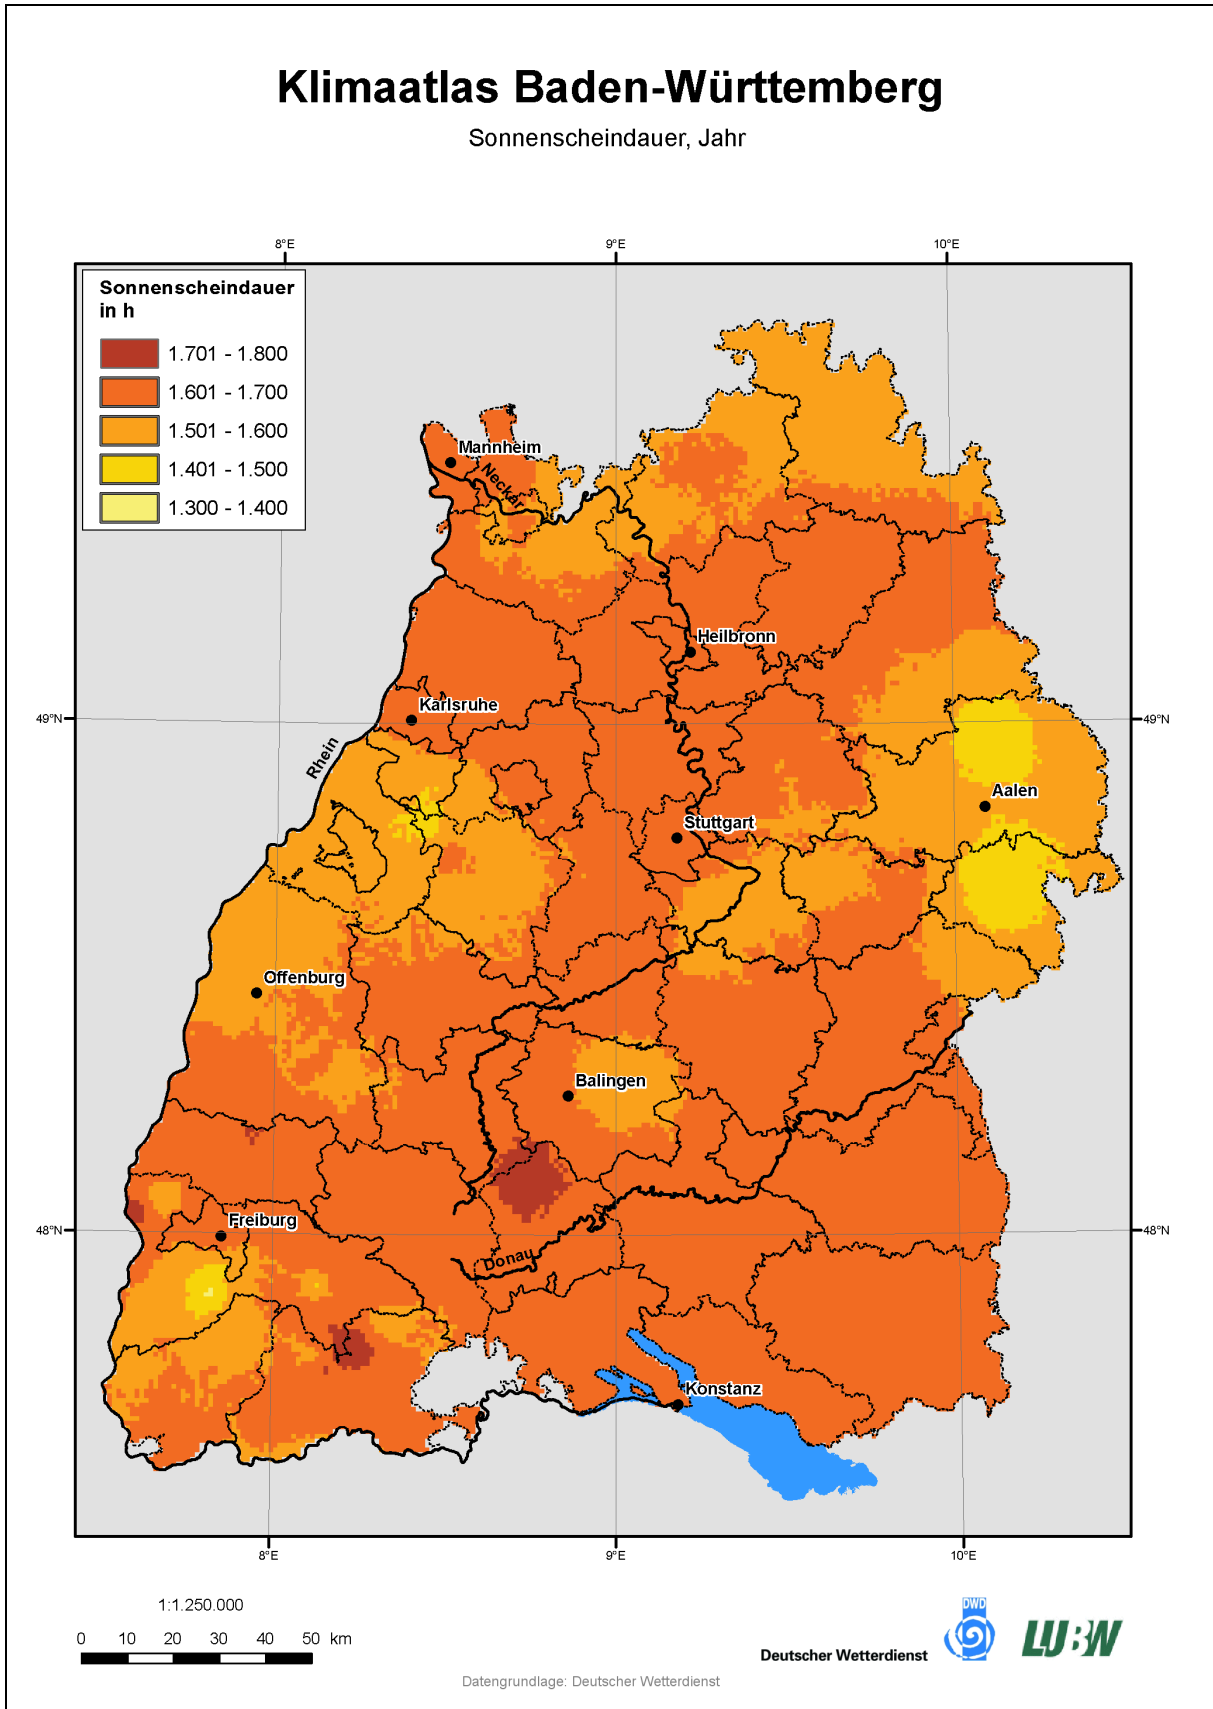 Klimaatlas Baden-Württemberg
Sonnenscheindauer, Jahr
8°E
9°E
10°E
Sonnenscheindauer
in h
1.701 - 1.800
1.601 - 1.700
1.501 - 1.600
1.401 - 1.500
1.300 - 1.400
Mannheim
Neckar
Heilbronn
Karlsruhe
49°N
49°N
Rhein
Aalen
Stuttgart
Offenburg
Balingen
Freiburg
48°N
48°N
Donau
Konstanz
8°E
9°E
10°E
1:1.250.000
0 10 20 30 40 50 km
DWD
Deutscher Wetterdienst
LUBW
Datengrundlage: Deutscher Wetterdienst